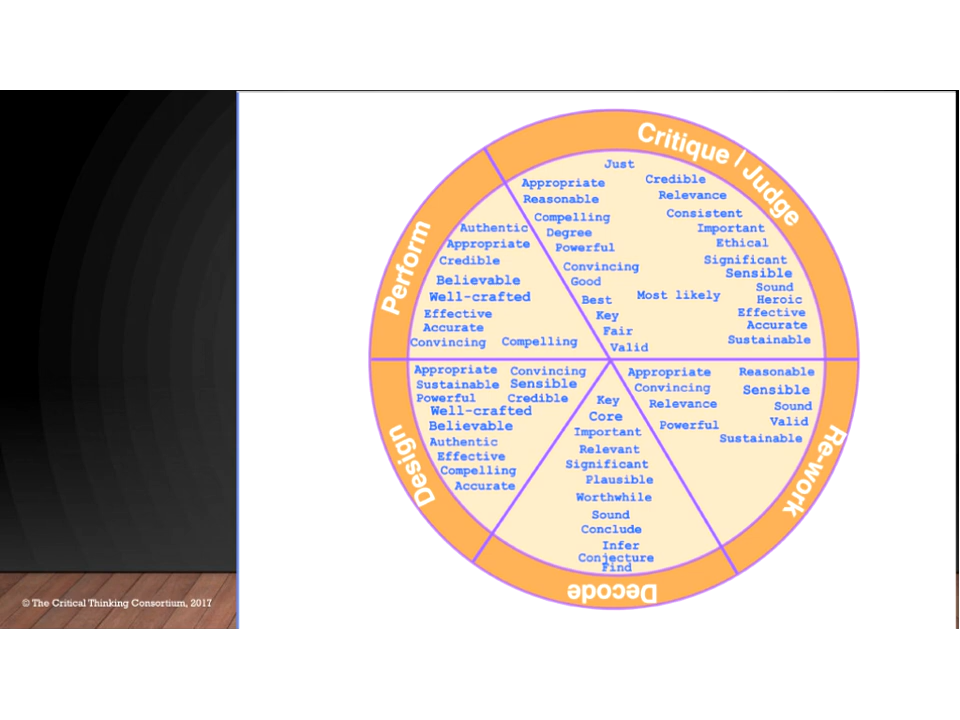 Critique / Judge
Just
Appropriate
Credible
Reasonable
Relevance
Compelling
Consistent
Degree
Important
Powerful
Ethical
Convincing
Significant
Good
Sensible
Best
Most likely
Sound
Heroic
Key
Effective
Fair
Accurate
Valid
Sustainable
Perform
Authentic
Appropriate
Credible
Believable
Well-crafted
Effective
Accurate
Convincing Compelling
Design
Appropriate Convincing
Sustainable Sensible
Powerful Credible
Well-crafted
Believable
Authentic
Effective
Compelling
Accurate
Decode
Key
Core
Important
Relevant
Significant
Plausible
Worthwhile
Sound
Conclude
Infer
Conjecture
Find
Re-work
Appropriate Reasonable
Convincing Sensible
Relevance Sound
Powerful Valid
Sustainable
© The Critical Thinking Consortium, 2017